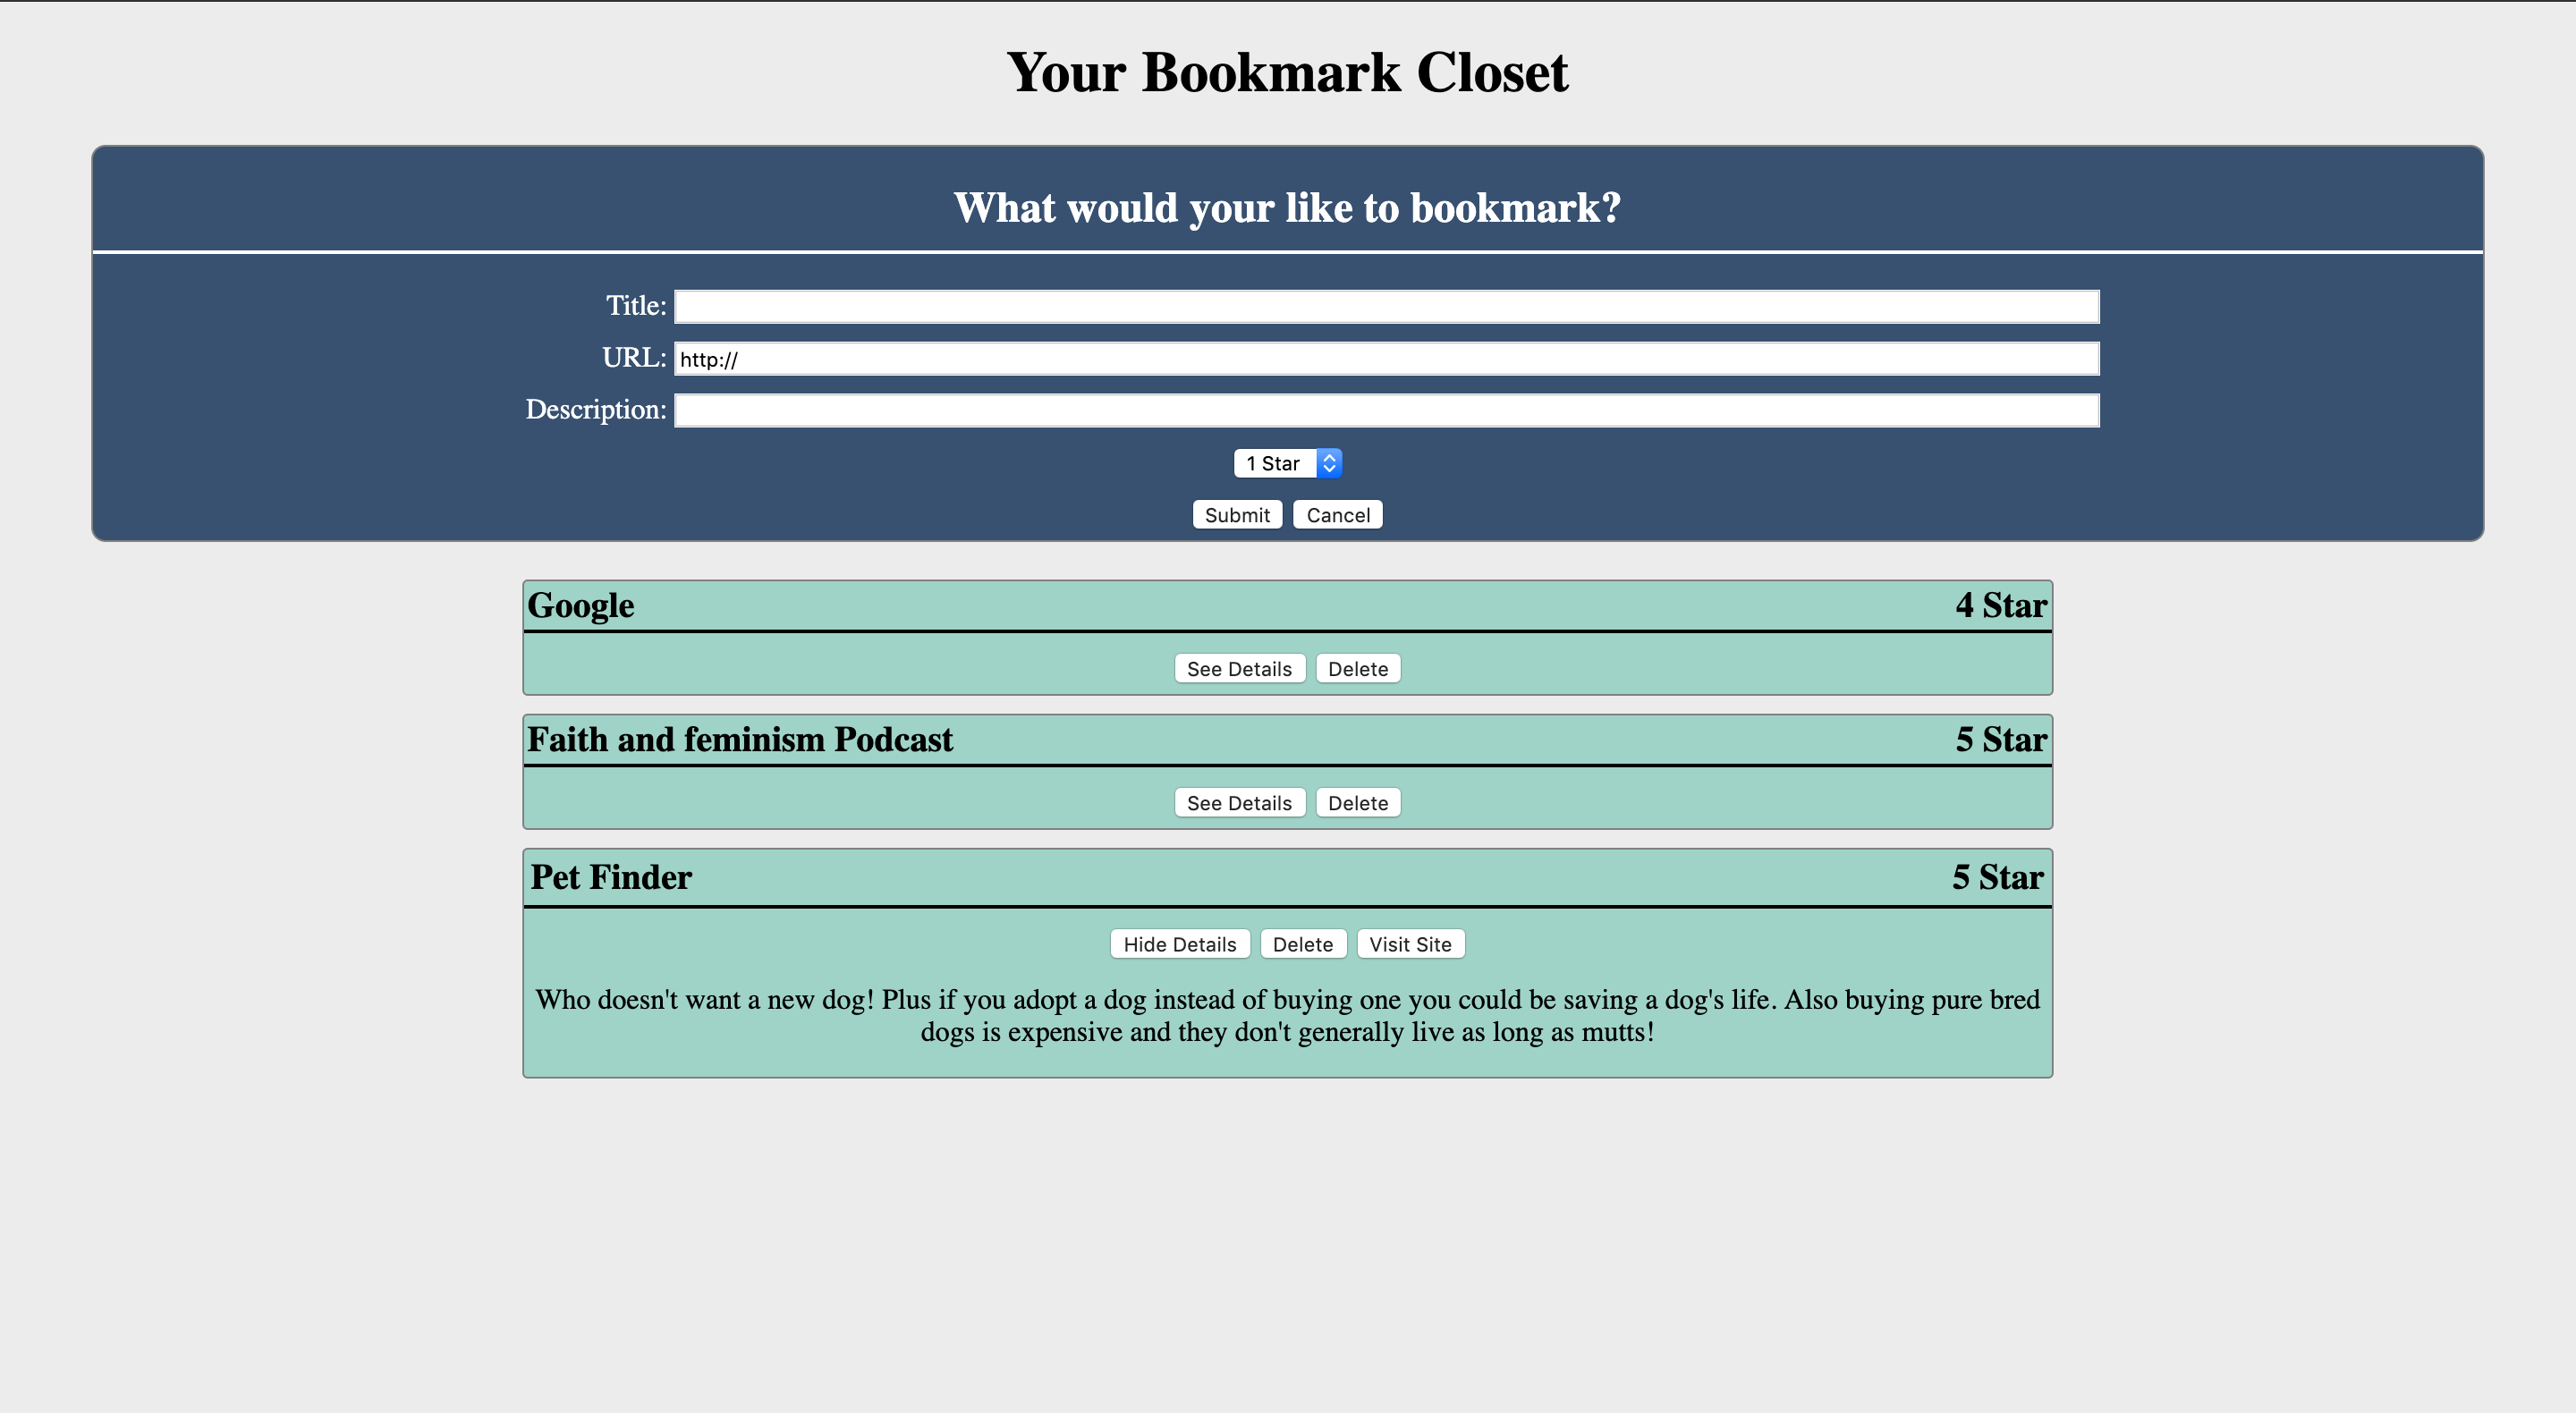 Your Bookmark Closet
What would your like to bookmark?
Title:
URL: http://
Description:
1 Star
Submit Cancel
Google 4 Star
See Details Delete
Faith and feminism Podcast 5 Star
See Details Delete
Pet Finder 5 Star
Hide Details Delete Visit Site
Who doesn't want a new dog! Plus if you adopt a dog instead of buying one you could be saving a dog's life. Also buying pure bred
dogs is expensive and they don't generally live as long as mutts!